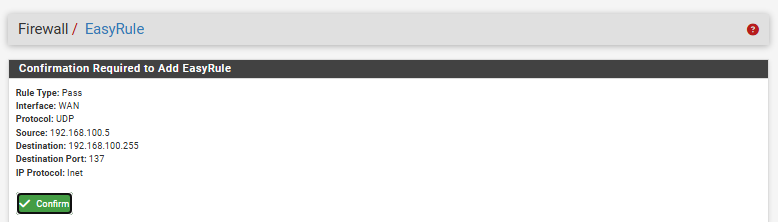 Firewall / EasyRule
?
Confirmation Required to Add EasyRule
Rule Type: Pass
Interface: WAN
Protocol: UDP
Source: 192.168.100.5
Destination: 192.168.100.255
Destination Port: 137
IP Protocol: Inet
Confirm